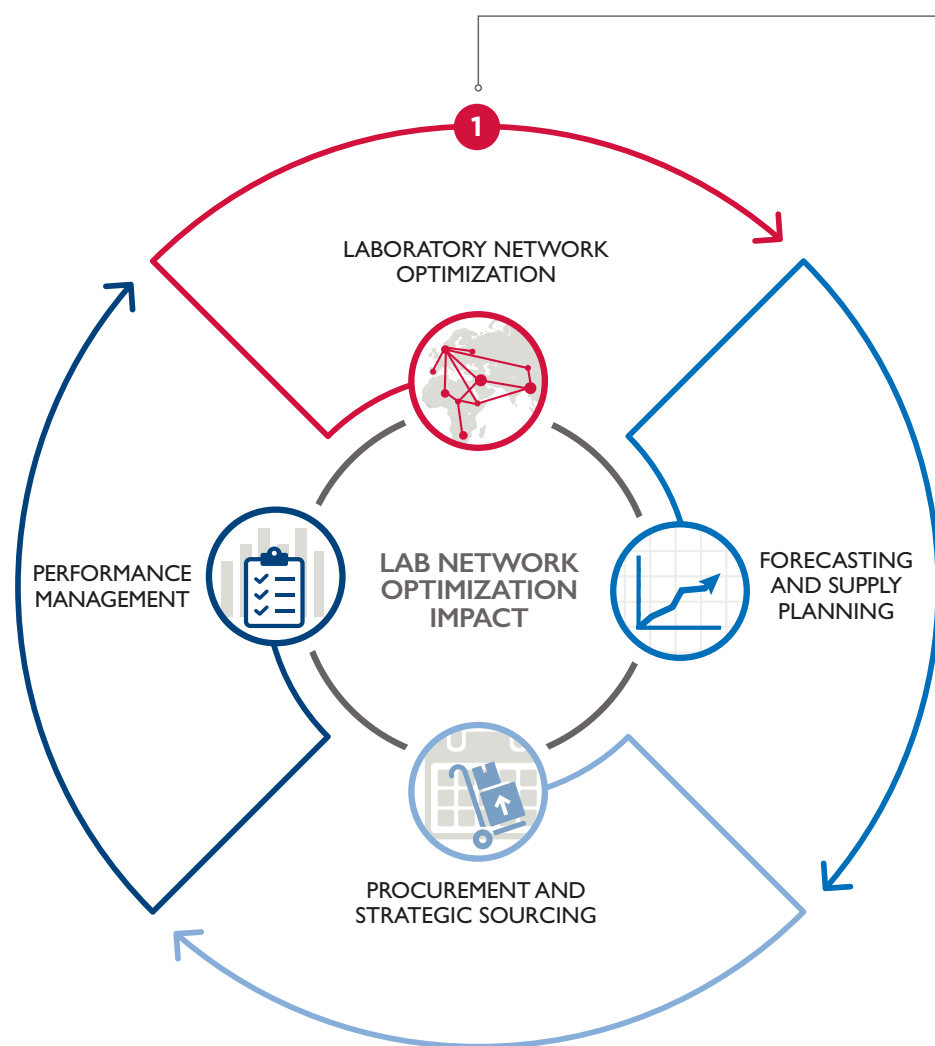 1
LABORATORY NETWORK
OPTIMIZATION
LAB NETWORK
OPTIMIZATION
IMPACT
PERFORMANCE
MANAGEMENT
FORECASTING
AND SUPPLY
PLANNING
PROCUREMENT AND
STRATEGIC SOURCING